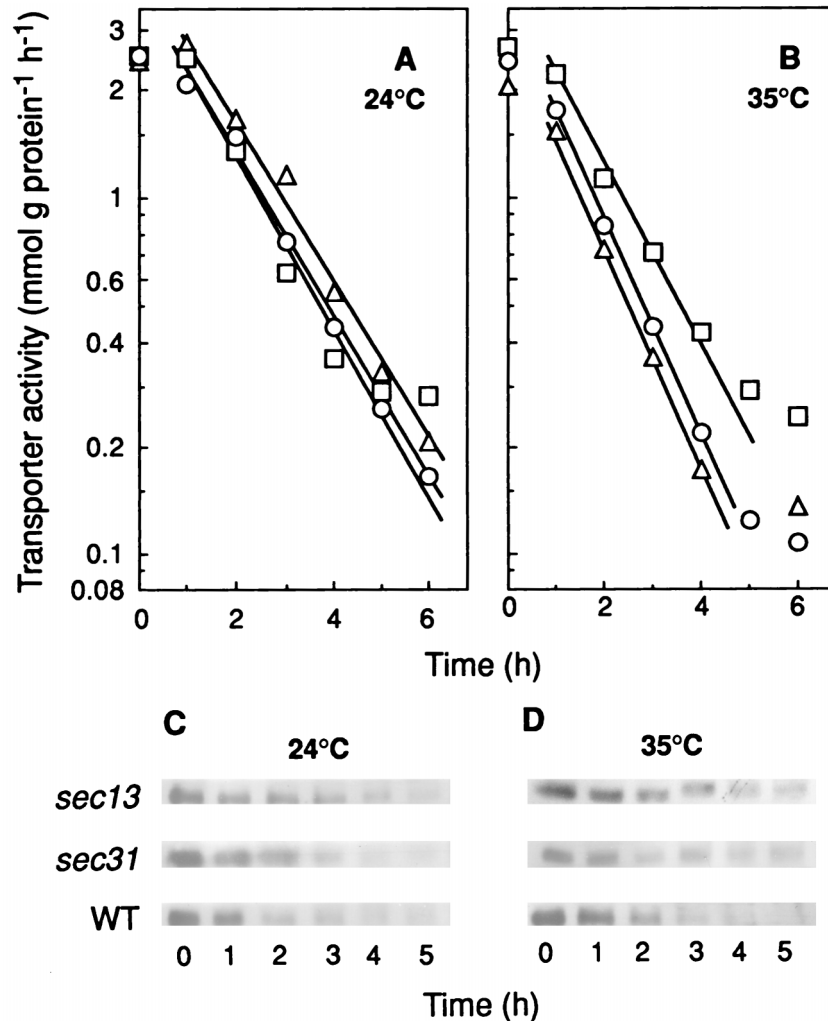 Transporter activity (mmol g protein⁻¹ h⁻¹)
A
24°C
3
2
1
0.6
0.4
0.2
0.1
0.08
0 2 4 6
B
35°C
0 2 4 6
Time (h)
C
24°C
D
35°C
sec13
sec31
WT
0 1 2 3 4 5
0 1 2 3 4 5
Time (h)